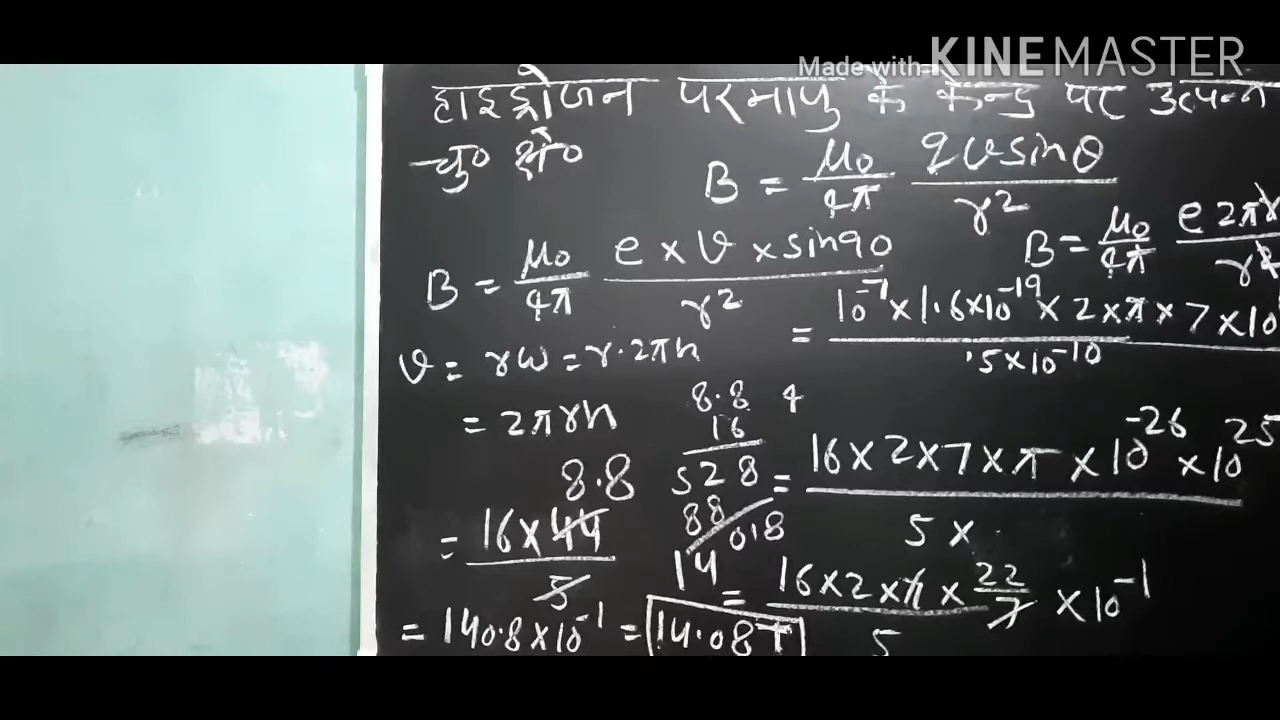 Made with KINEMASTER
हाइड्रोजन परमाणु के केन्द्र पर उत्पन्न
चु० क्षे०
B = μ₀/4π qvsinθ/r²
B = μ₀/4π e×v×sin90/r²
B = μ₀/4π e2πr
= 10⁻⁷×1.6×10⁻¹⁹×2×π×7×10 / .5×10⁻¹⁰
v = rω = r.2πn
= 2πrn
8.8 4
16
528
88
8.8
= 16×2×7×π×10⁻²⁶×10²⁵ / 5×
= 16×44/5
14
= 16×2×7×22/7×10⁻¹ / 5
= 140.8×10⁻¹ = 14.08T